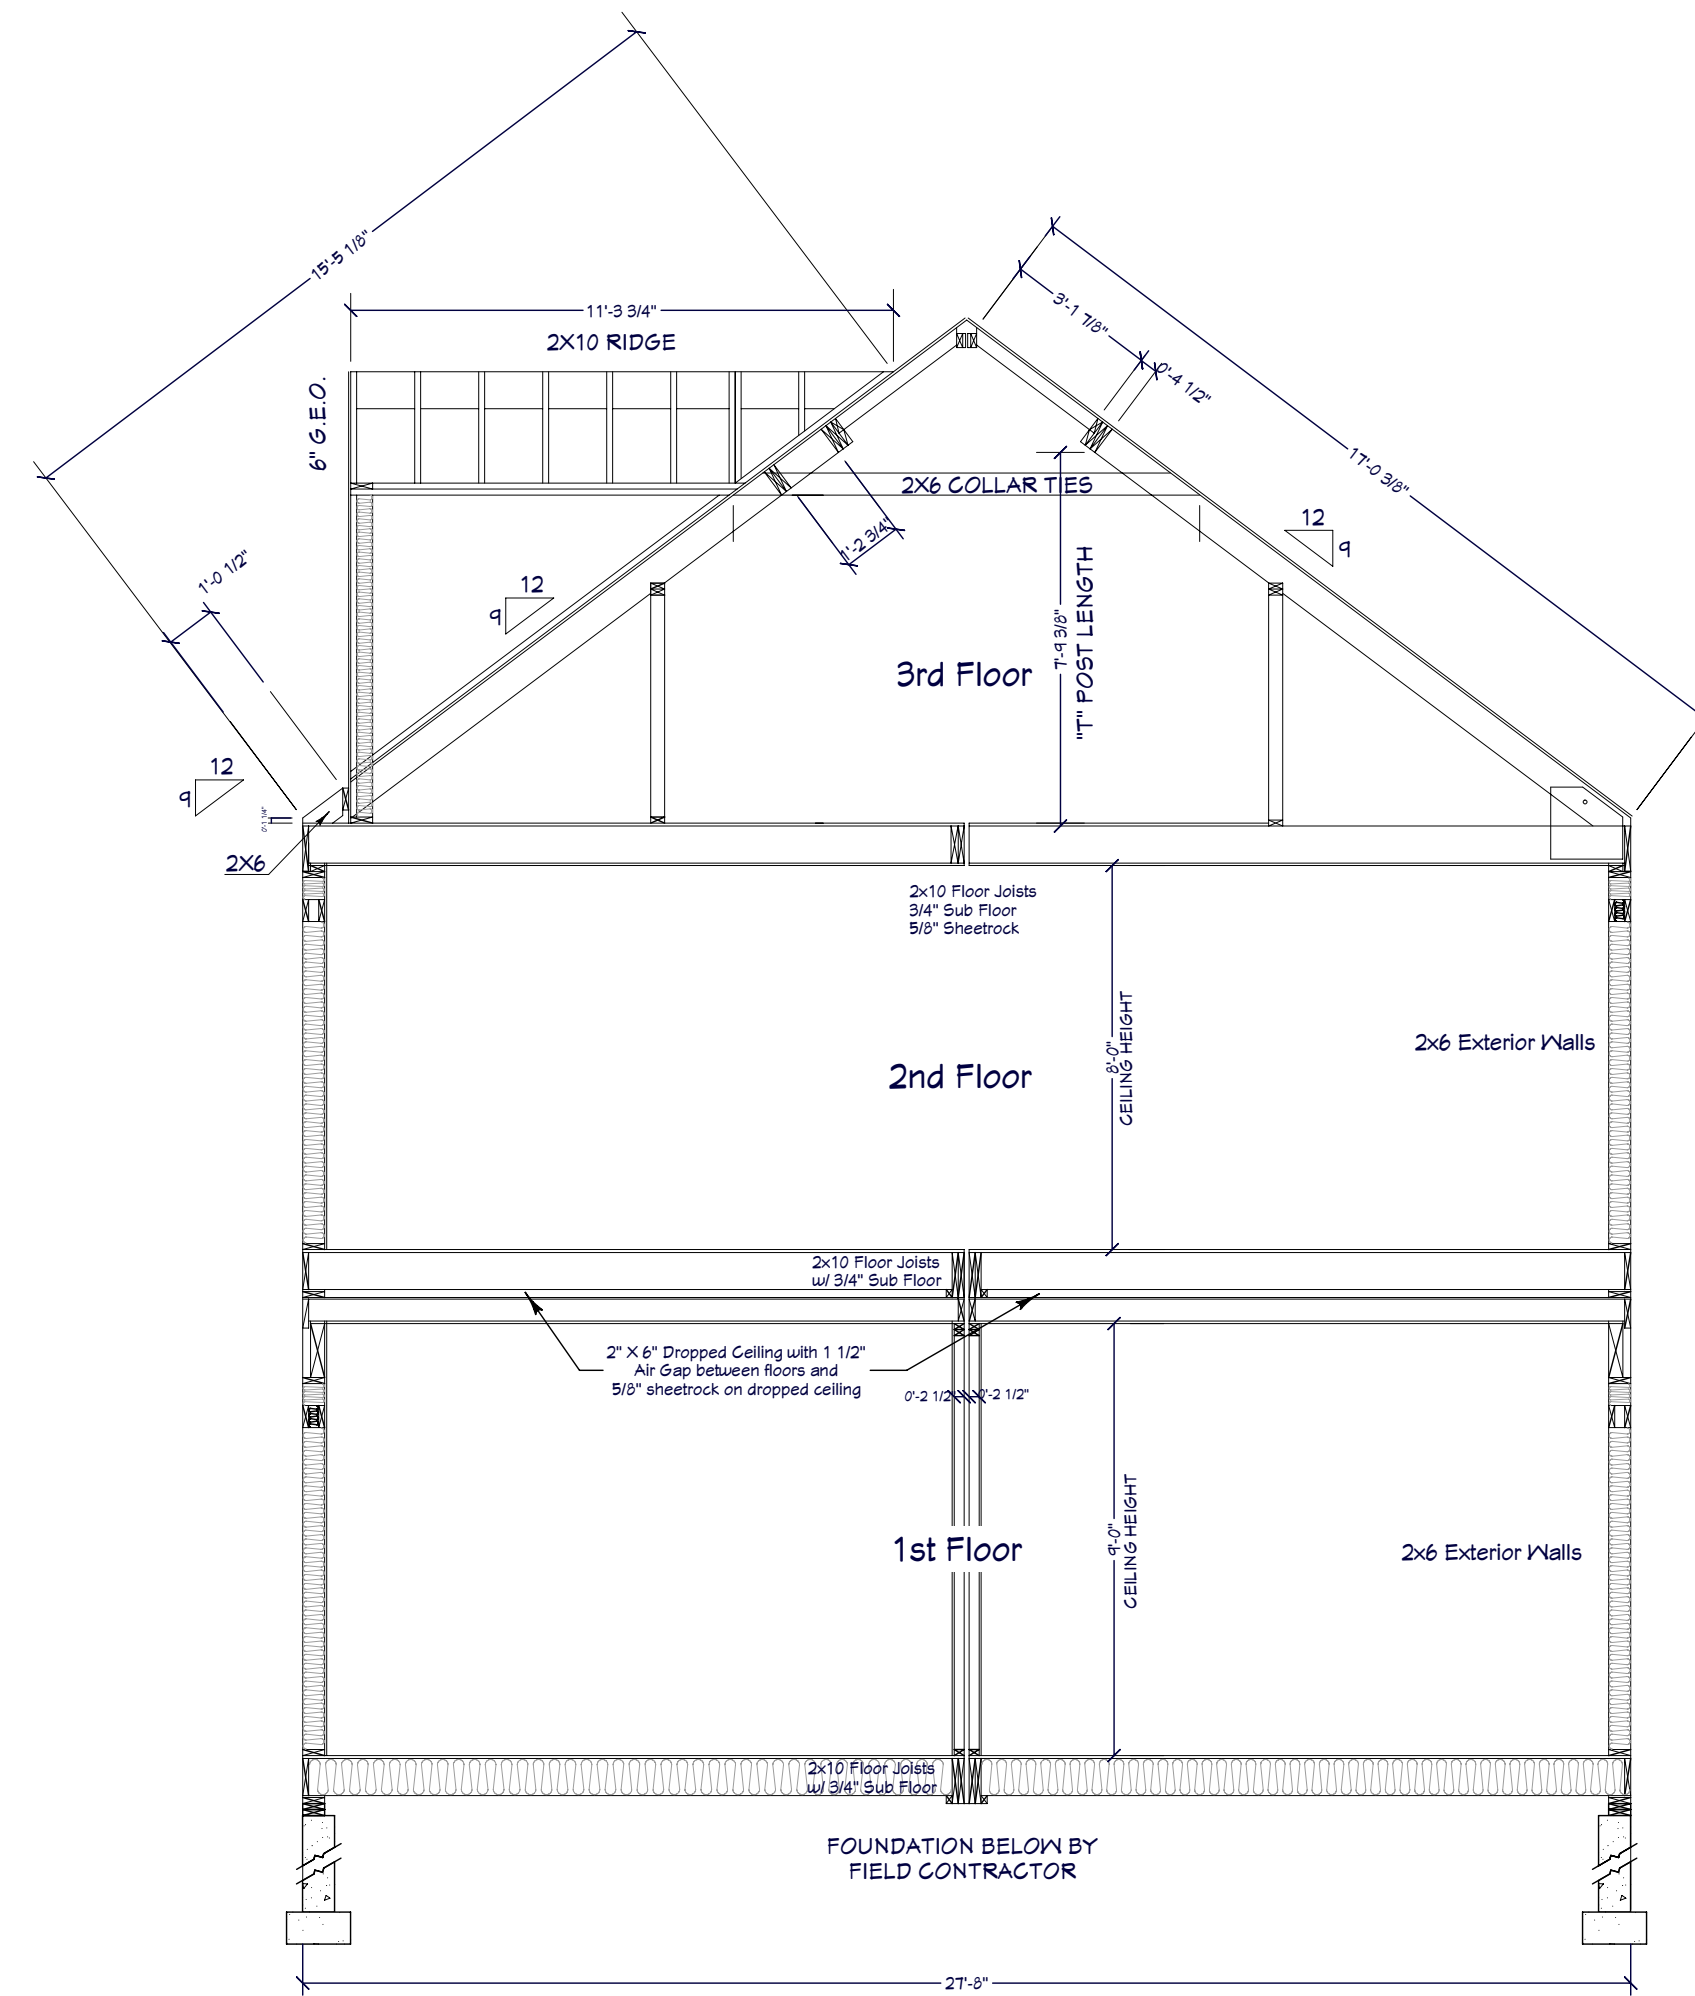 15'-5 1/8"
11'-3 3/4"
2X10 RIDGE
6" G.E.O.
3'-1 7/8"
0'-4 1/2"
17'-0 3/8"
2X6 COLLAR TIES
1'-2 3/4"
12
9
1'-0 1/2"
12
9
7'-9 3/8"
"T" POST LENGTH
3rd Floor
12
9
0'-1 1/4"
2X6
2x10 Floor Joists
3/4" Sub Floor
5/8" Sheetrock
8'-0"
CEILING HEIGHT
2x6 Exterior Walls
2nd Floor
2x10 Floor Joists
w/ 3/4" Sub Floor
2" X 6" Dropped Ceiling with 1 1/2"
Air Gap between floors and
5/8" sheetrock on dropped ceiling
0'-2 1/2"
0'-2 1/2"
9'-0"
CEILING HEIGHT
1st Floor
2x6 Exterior Walls
2x10 Floor Joists
w/ 3/4" Sub Floor
FOUNDATION BELOW BY
FIELD CONTRACTOR
27'-8"